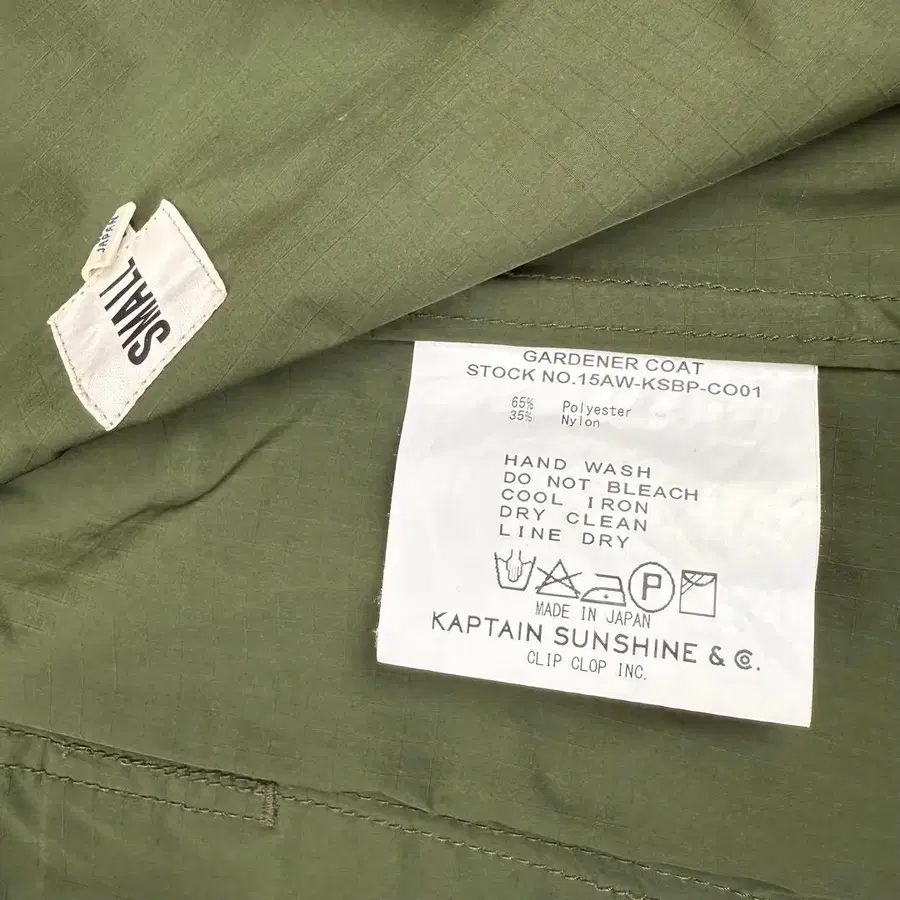 JAPAN
SMALL
GARDENER COAT
STOCK NO.15AW-KSBP-CO01
65% Polyester
35% Nylon
HAND WASH
DO NOT BLEACH
COOL IRON
DRY CLEAN
LINE DRY
P
MADE IN JAPAN
KAPTAIN SUNSHINE & Co.
CLIP CLOP INC.